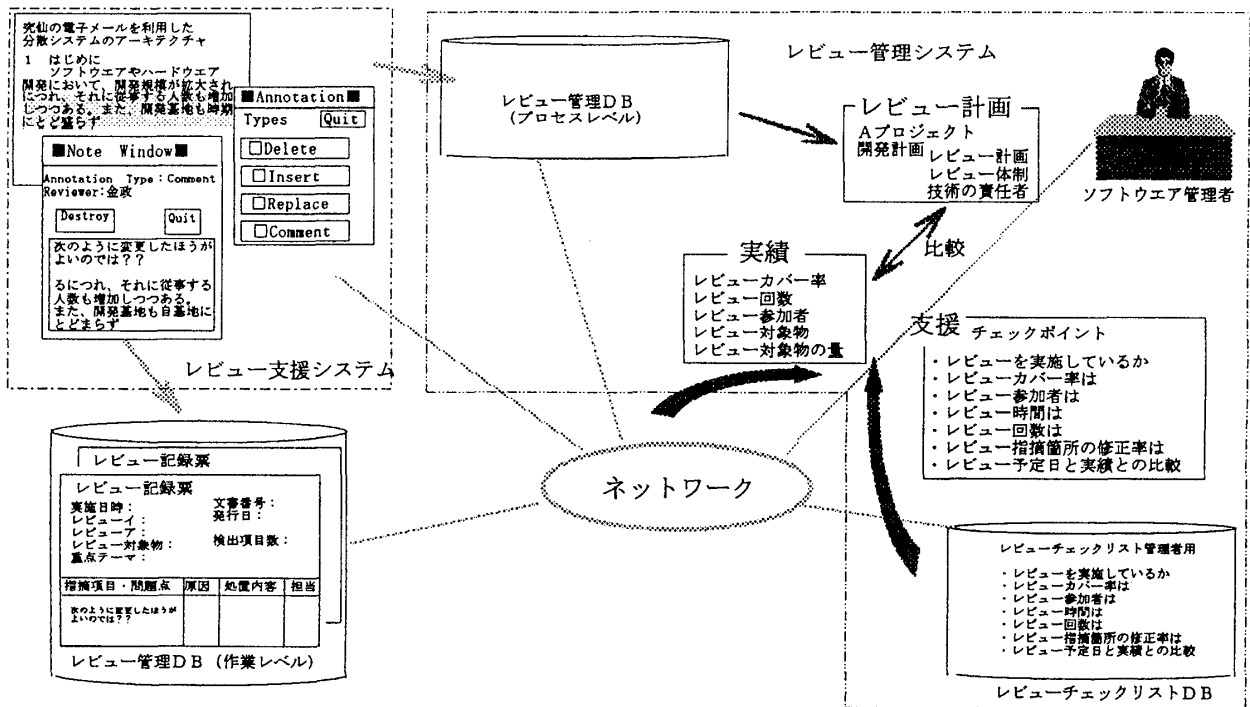 究仙の電子メールを利用した
分散システムのアーキテクチャ
1 はじめに
ソフトウエアやハードウエア
開発において、開発規模が拡大され
につれ、それに従事する人数も増加
しつつある。また、開発基地も時期
にとど盛らず
■Annotation■
Types Quit
□Delete
□Insert
□Replace
□Comment
■Note Window■
Annotation Type：Comment
Reviewer：金政
Destroy Quit
次のように変更したほうが
よいのでは？？
るにつれ、それに従事する
人数も増加しつつある。
また、開発基地も自基地に
とどまらず
レビュー支援システム
レビュー管理システム
レビュー管理ＤＢ
（プロセスレベル）
レビュー計画
Ａプロジェクト
開発計画
レビュー計画
レビュー体制
技術の責任者
ソフトウエア管理者
比較
実績
レビューカバー率
レビュー回数
レビュー参加者
レビュー対象物
レビュー対象物の量
支援 チェックポイント
・レビューを実施しているか
・レビューカバー率は
・レビュー参加者は
・レビュー時間は
・レビュー回数は
・レビュー指摘箇所の修正率は
・レビュー予定日と実績との比較
ネットワーク
レビュー記録票
レビュー記録票
実施日時： 文書番号：
レビューイ： 発行日：
レビューア：
レビュー対象物： 検出項目数：
重点テーマ：
指摘項目・問題点 原因 処置内容 担当
次のように変更したほうが
よいのでは？？
レビュー管理ＤＢ（作業レベル）
レビューチェックリスト管理者用
・レビューを実施しているか
・レビューカバー率は
・レビュー参加者は
・レビュー時間は
・レビュー回数は
・レビュー指摘箇所の修正率は
・レビュー予定日と実績との比較
レビューチェックリストＤＢ